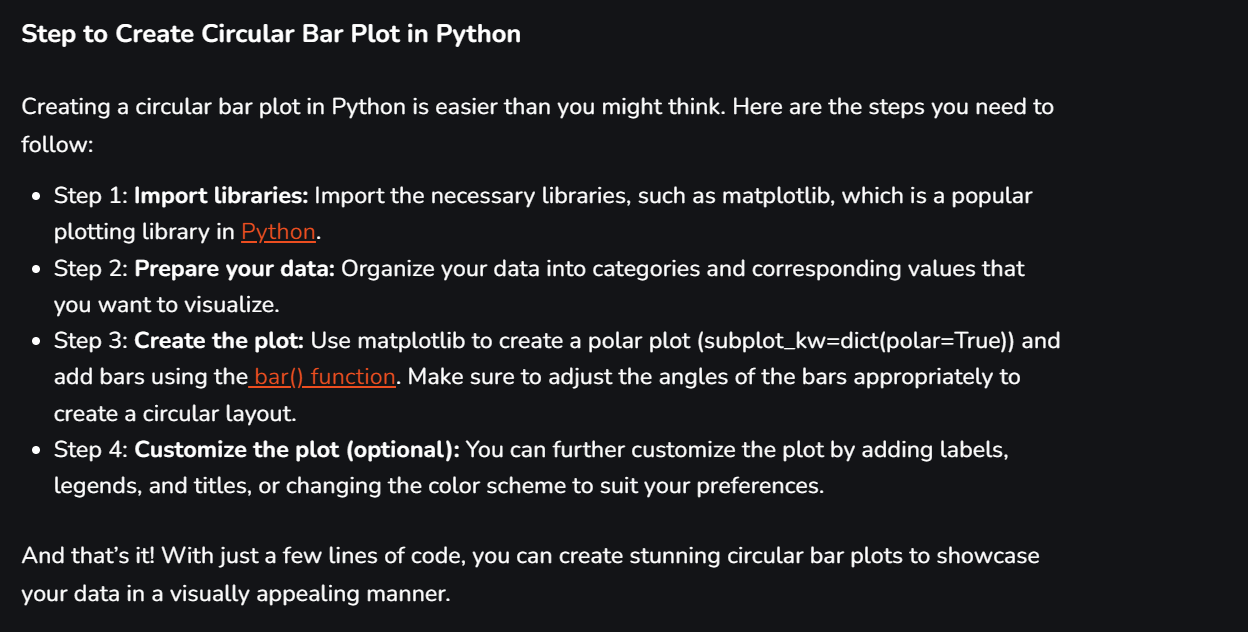 Step to Create Circular Bar Plot in Python
Creating a circular bar plot in Python is easier than you might think. Here are the steps you need to
follow:
• Step 1: Import libraries: Import the necessary libraries, such as matplotlib, which is a popular
plotting library in Python.
• Step 2: Prepare your data: Organize your data into categories and corresponding values that
you want to visualize.
• Step 3: Create the plot: Use matplotlib to create a polar plot (subplot_kw=dict(polar=True)) and
add bars using the bar() function. Make sure to adjust the angles of the bars appropriately to
create a circular layout.
• Step 4: Customize the plot (optional): You can further customize the plot by adding labels,
legends, and titles, or changing the color scheme to suit your preferences.
And that’s it! With just a few lines of code, you can create stunning circular bar plots to showcase
your data in a visually appealing manner.